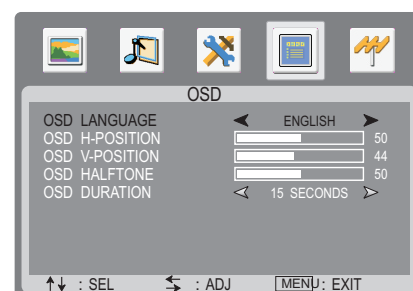 OSD
OSD LANGUAGE ENGLISH
OSD H-POSITION 50
OSD V-POSITION 44
OSD HALFTONE 50
OSD DURATION 15 SECONDS
: SEL : ADJ MENU: EXIT